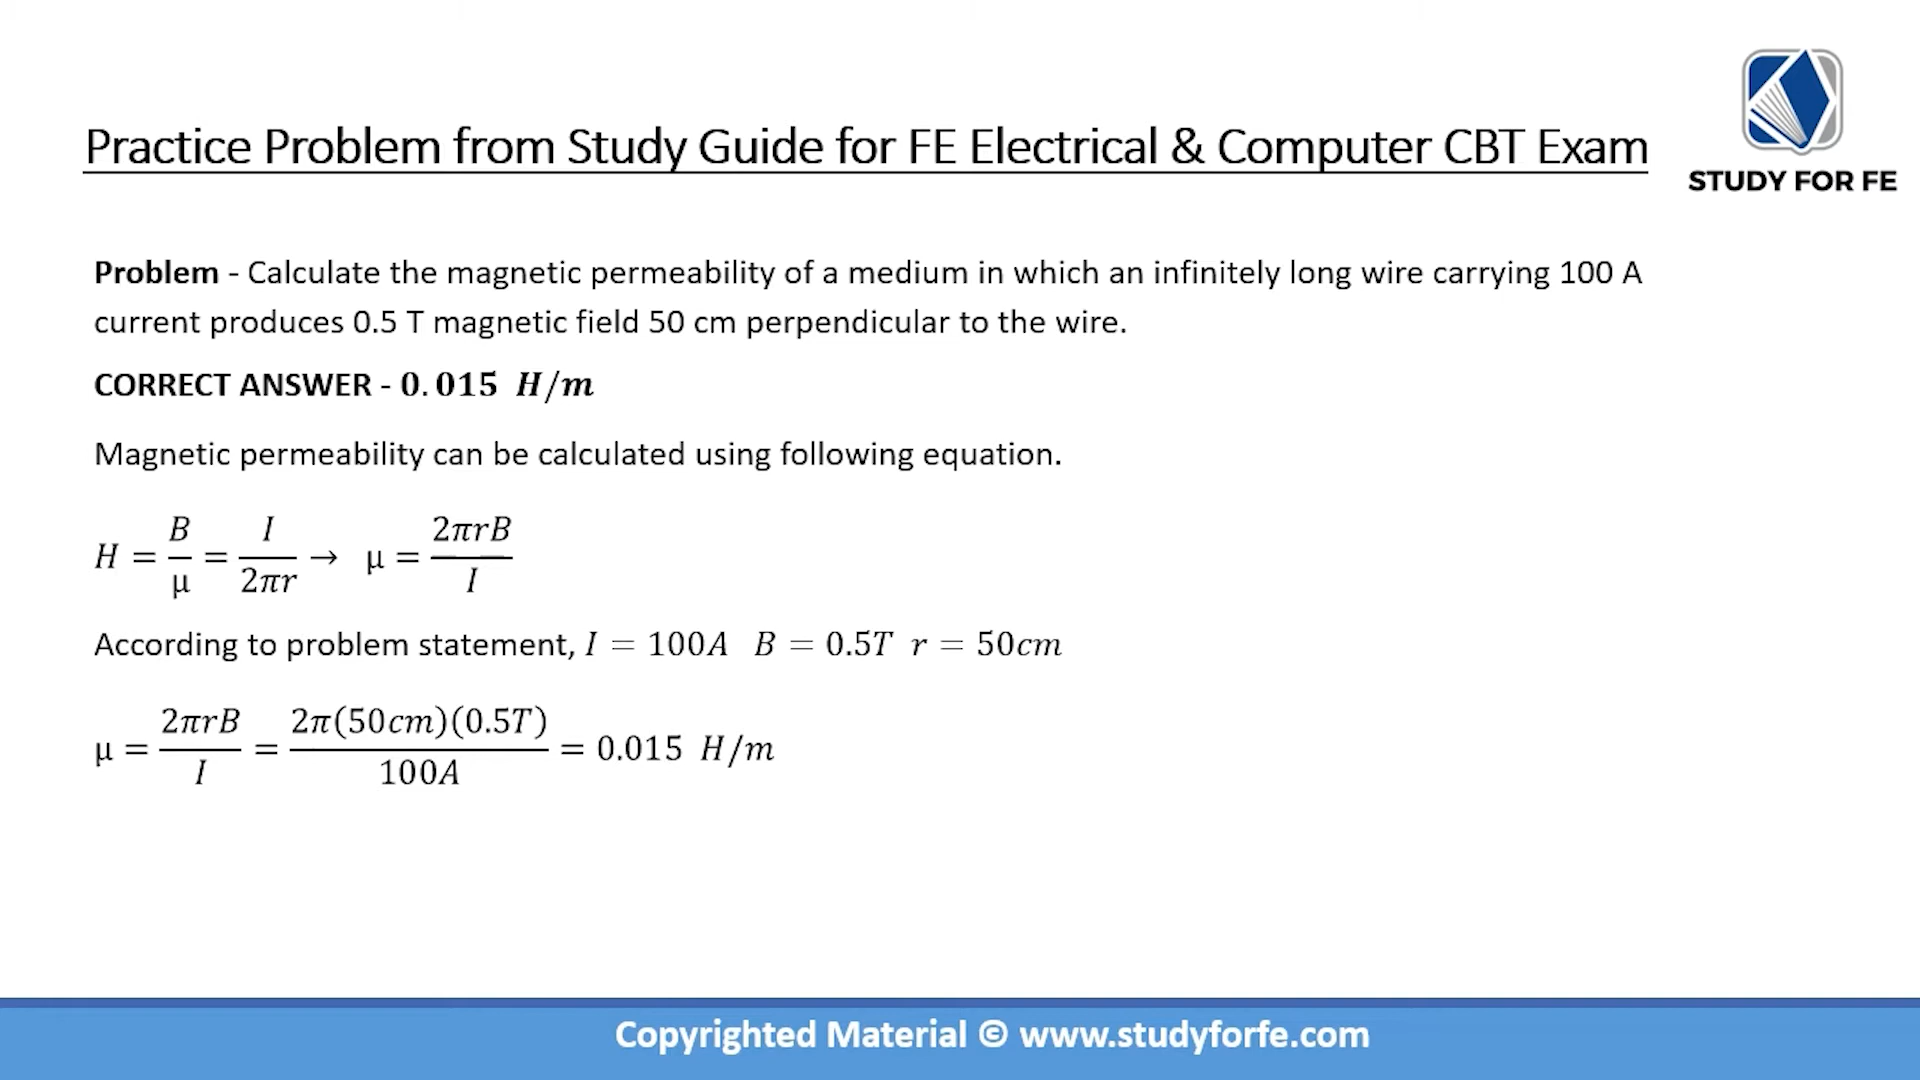 Practice Problem from Study Guide for FE Electrical & Computer CBT Exam
STUDY FOR FE
Problem - Calculate the magnetic permeability of a medium in which an infinitely long wire carrying 100 A
current produces 0.5 T magnetic field 50 cm perpendicular to the wire.
CORRECT ANSWER - 0.015 H/m
Magnetic permeability can be calculated using following equation.
H = B/μ = I/2πr → μ = 2πrB/I
According to problem statement, I = 100A B = 0.5T r = 50cm
μ = 2πrB/I = 2π(50cm)(0.5T)/100A = 0.015 H/m
Copyrighted Material © www.studyforfe.com